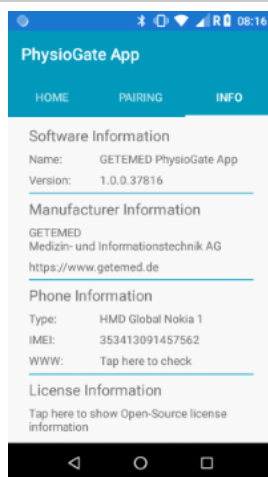 R 08:16
PhysioGate App
HOME PAIRING INFO
Software Information
Name: GETEMED PhysioGate App
Version: 1.0.0.37816
Manufacturer Information
GETEMED
Medizin- und Informationstechnik AG
https://www.getemed.de
Phone Information
Type: HMD Global Nokia 1
IMEI: 353413091457562
WWW: Tap here to check
License Information
Tap here to show Open-Source license
information